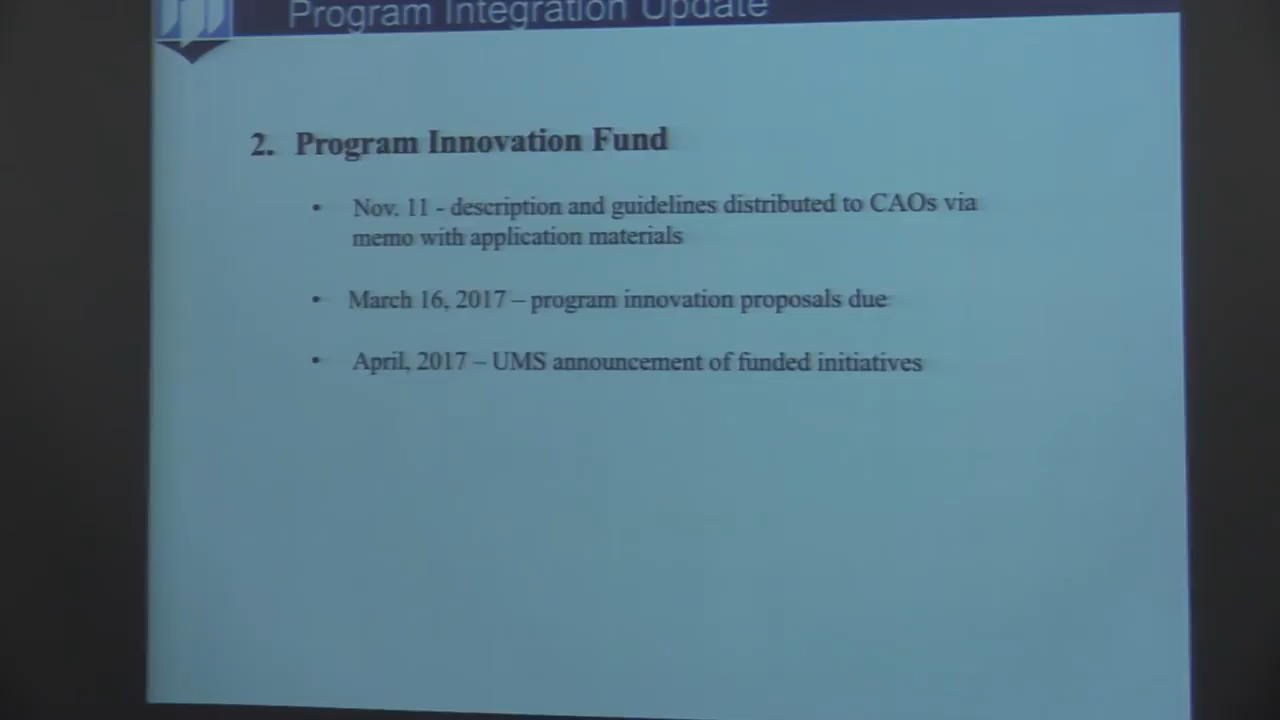 Program Integration Update
2. Program Innovation Fund
• Nov. 11 - description and guidelines distributed to CAOs via
memo with application materials
• March 16, 2017 – program innovation proposals due
• April, 2017 – UMS announcement of funded initiatives